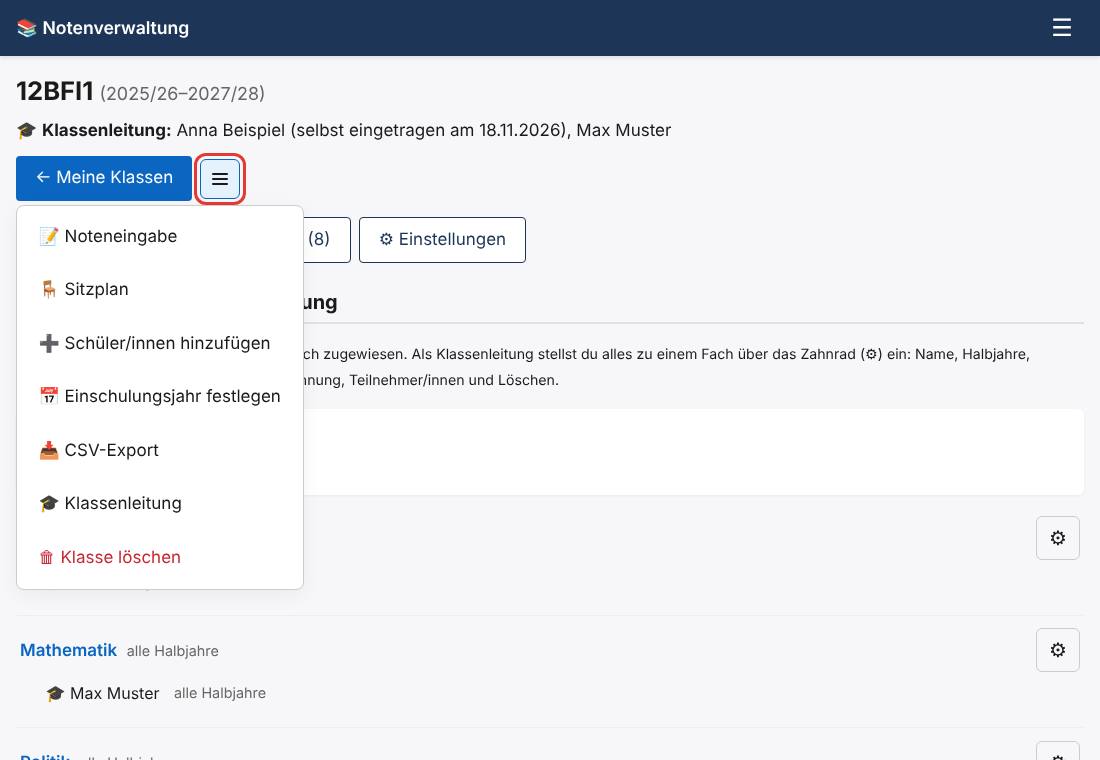 📚 Notenverwaltung
☰
12BFI1 (2025/26–2027/28)
🎓 Klassenleitung: Anna Beispiel (selbst eingetragen am 18.11.2026), Max Muster
← Meine Klassen
📝 Noteneingabe
(8)
⚙ Einstellungen
🪑 Sitzplan
ung
➕ Schüler/innen hinzufügen
ch zugewiesen. Als Klassenleitung stellst du alles zu einem Fach über das Zahnrad (⚙) ein: Name, Halbjahre,
nnung, Teilnehmer/innen und Löschen.
📅 Einschulungsjahr festlegen
📥 CSV-Export
🎓 Klassenleitung
🗑 Klasse löschen
Mathematik alle Halbjahre
🎓 Max Muster alle Halbjahre
Politik alle Halbjahre